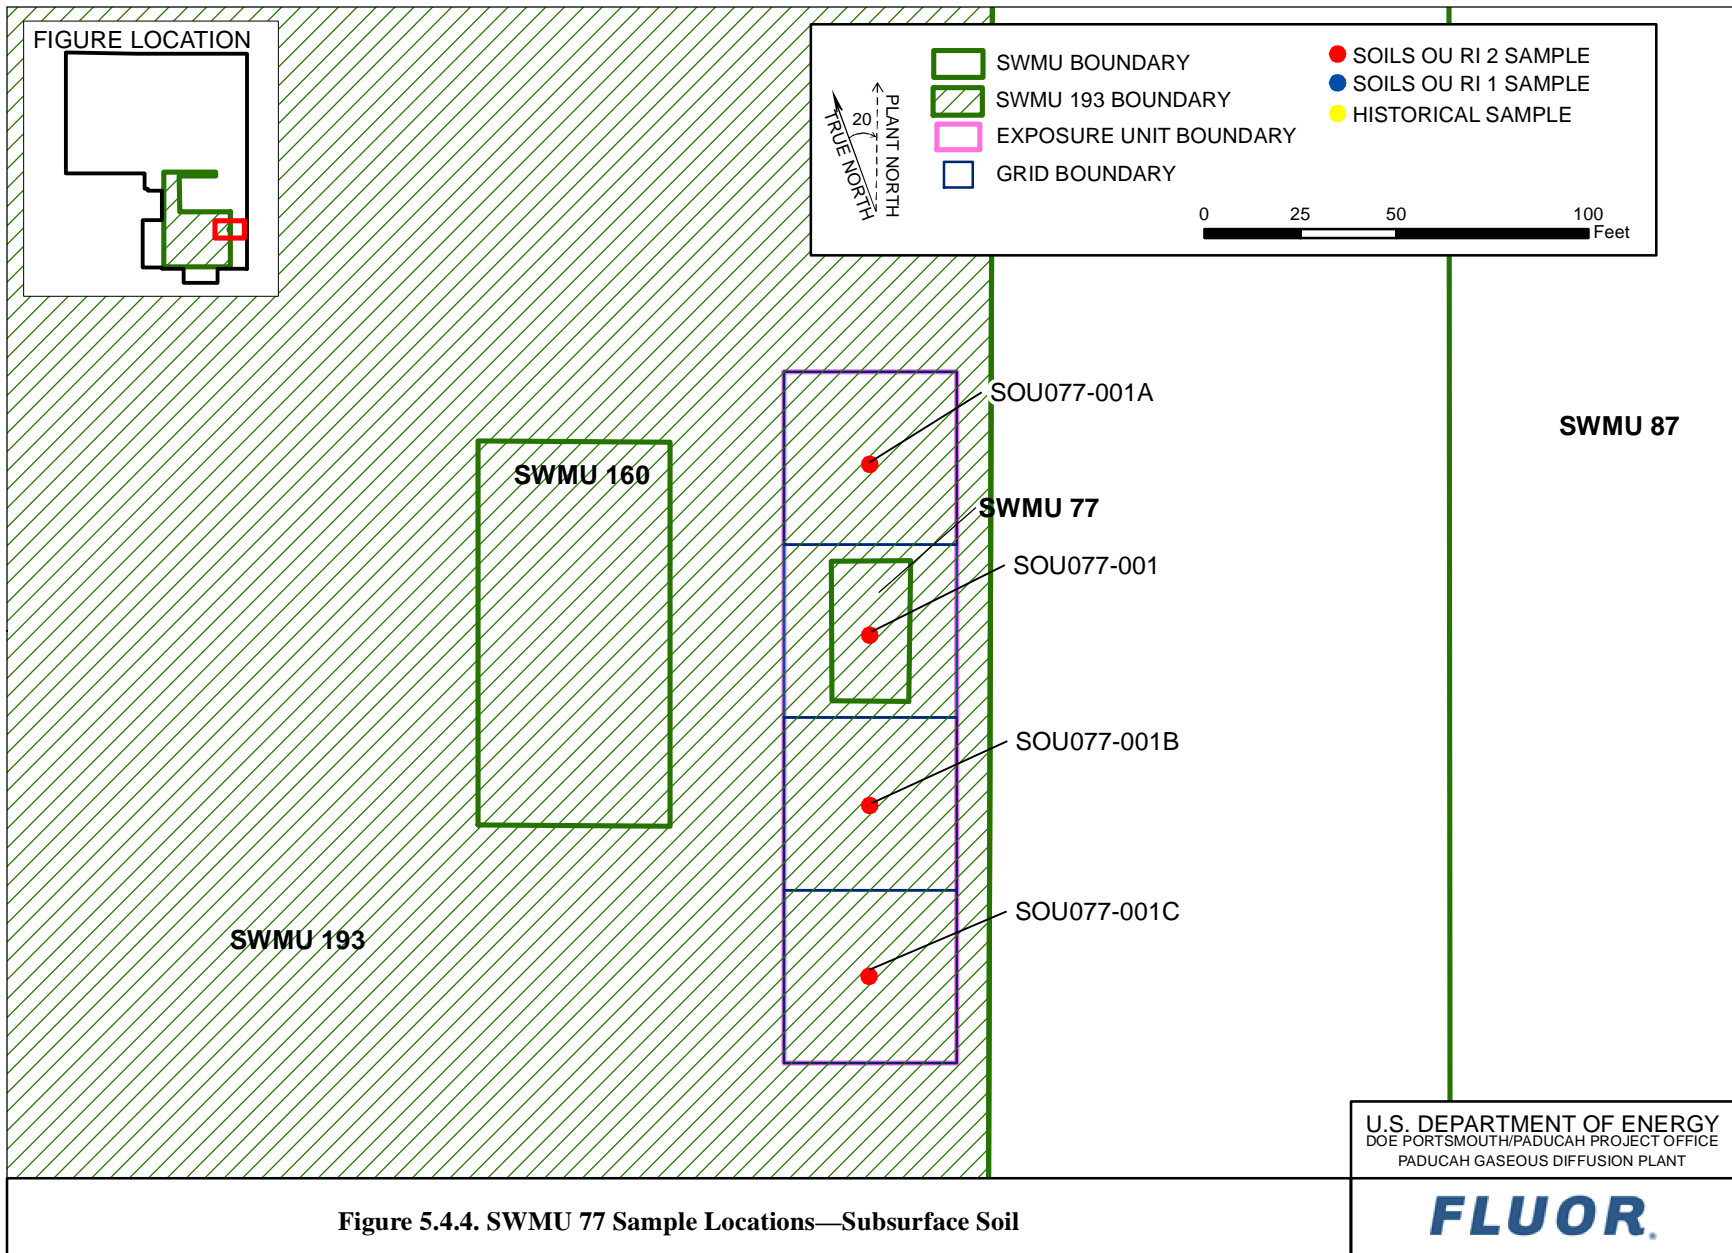 FIGURE LOCATION
SWMU BOUNDARY
SWMU 193 BOUNDARY
EXPOSURE UNIT BOUNDARY
GRID BOUNDARY
SOILS OU RI 2 SAMPLE
SOILS OU RI 1 SAMPLE
HISTORICAL SAMPLE
TRUE NORTH
20
PLANT NORTH
0 25 50 100
Feet
SOU077-001A
SWMU 87
SWMU 160
SWMU 77
SOU077-001
SOU077-001B
SOU077-001C
SWMU 193
U.S. DEPARTMENT OF ENERGY
DOE PORTSMOUTH/PADUCAH PROJECT OFFICE
PADUCAH GASEOUS DIFFUSION PLANT
Figure 5.4.4. SWMU 77 Sample Locations—Subsurface Soil
FLUOR®